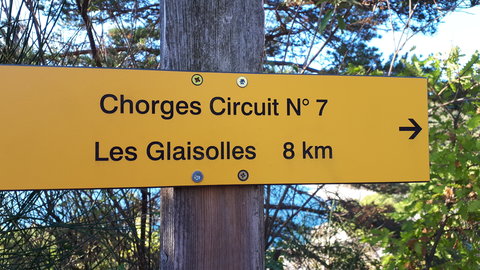 Chorges Circuit N° 7
Les Glaisolles 8 km